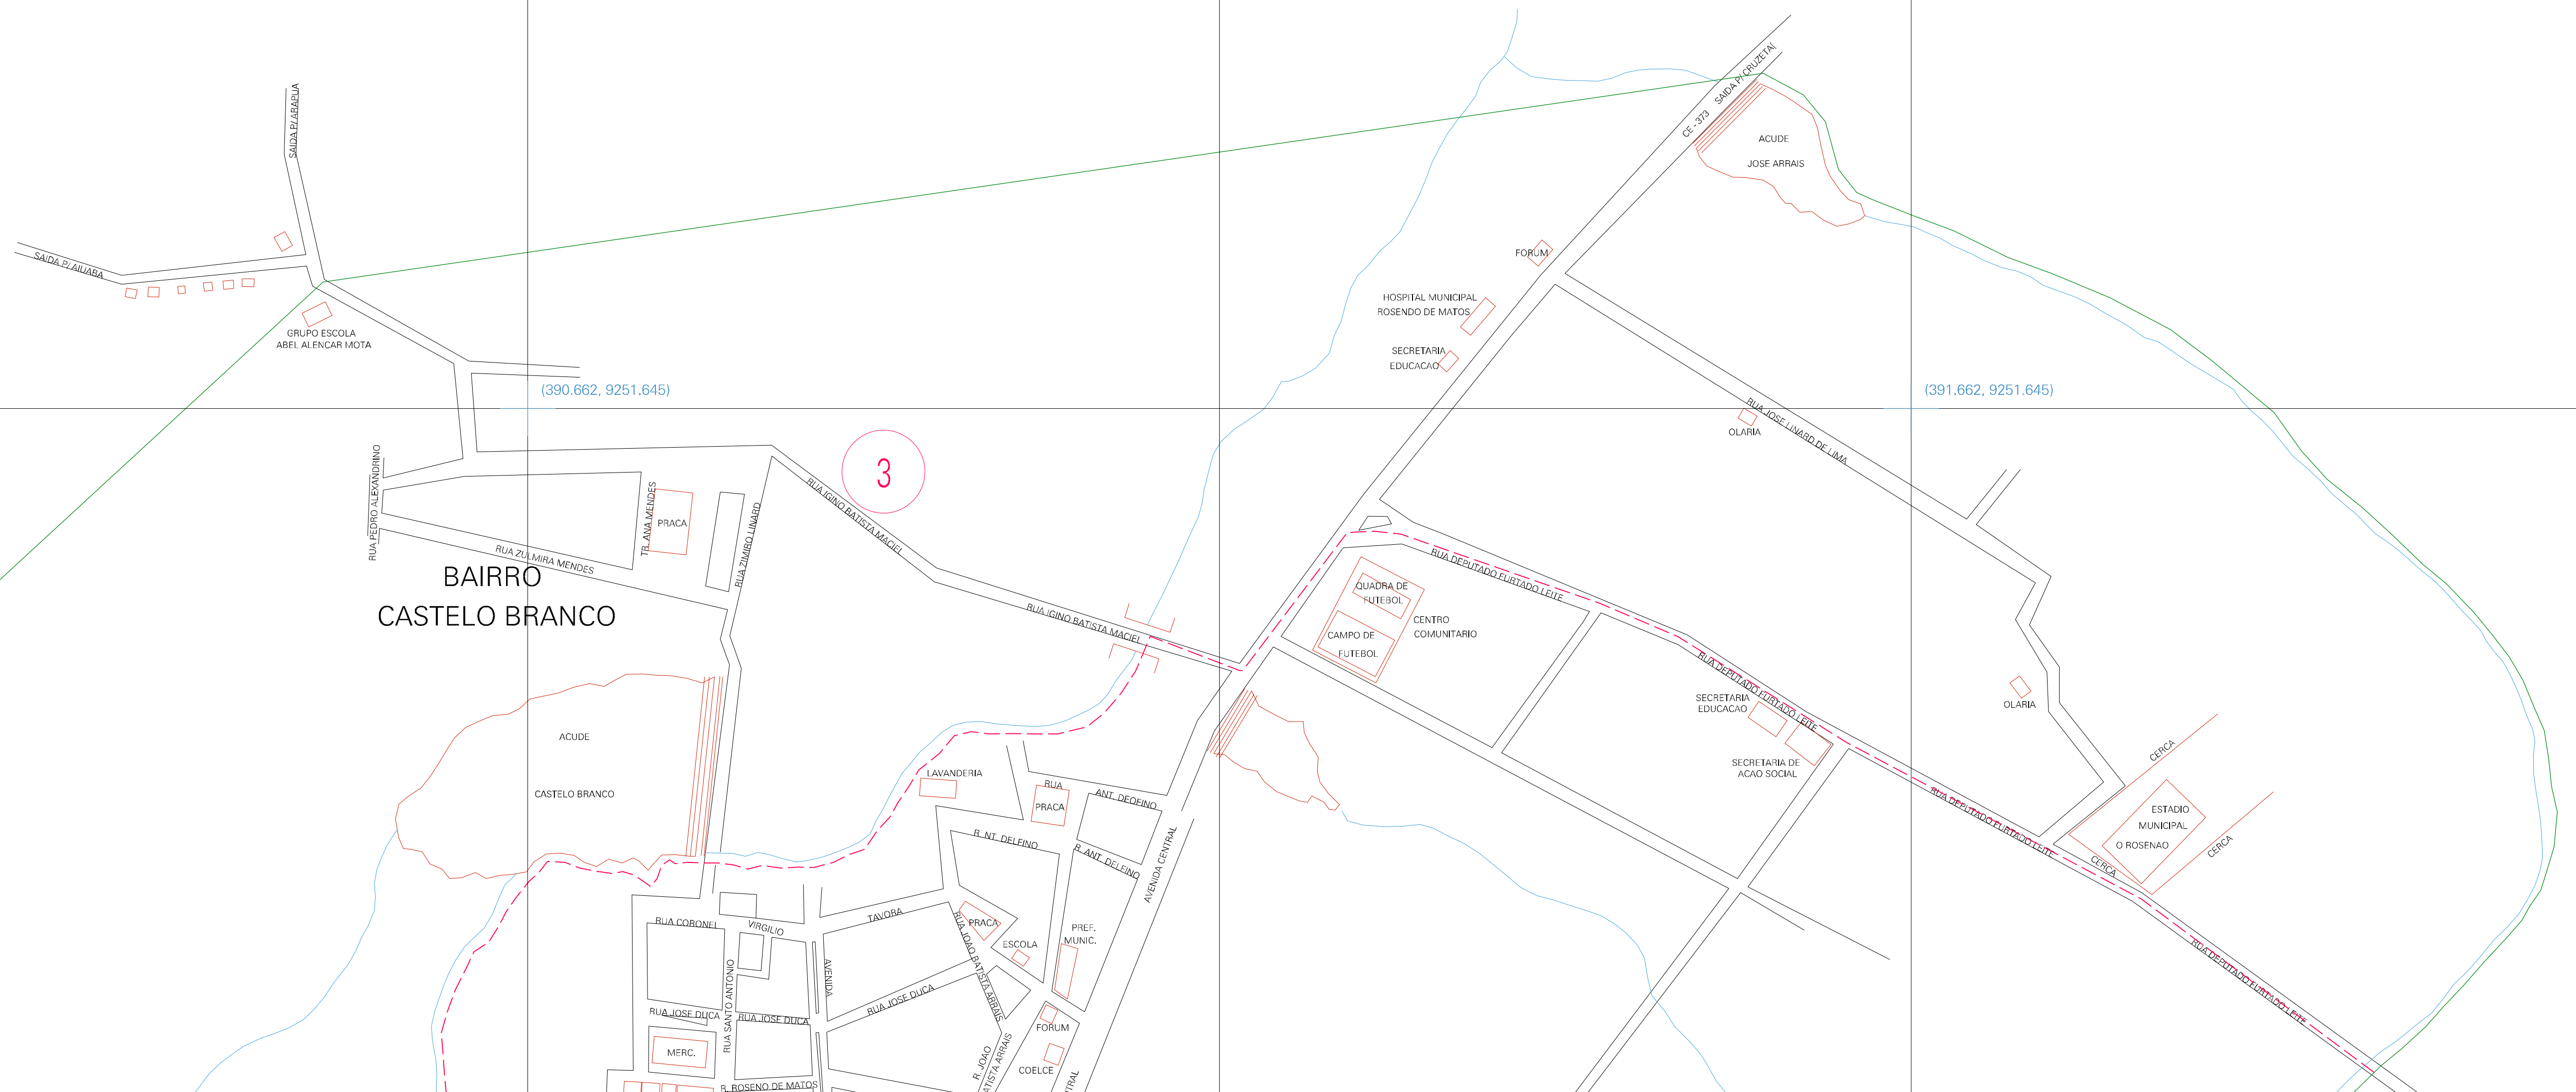 SAIDA P/ ARAPUA
SAIDA P/ AIUABA
GRUPO ESCOLA
ABEL ALENCAR MOTA
(390.662, 9251.645)
CE - 373
SAIDA P/ CRUZETA
ACUDE
JOSE ARRAIS
FORUM
HOSPITAL MUNICIPAL
ROSENDO DE MATOS
SECRETARIA
EDUCACAO
(391.662, 9251.645)
RUA JOSE LINARD DE LIMA
OLARIA
3
RUA PEDRO ALEXANDRINO
TR. ANA MENDES
PRACA
RUA ZIMIRO LINARD
RUA IGINO BATISTA MACIEL
RUA ZULMIRA MENDES
BAIRRO
CASTELO BRANCO
RUA IGINO BATISTA MACIEL
QUADRA DE
FUTEBOL
CAMPO DE
FUTEBOL
CENTRO
COMUNITARIO
RUA DEPUTADO FURTADO LEITE
RUA DEPUTADO FURTADO LEITE
SECRETARIA
EDUCACAO
SECRETARIA DE
ACAO SOCIAL
OLARIA
CERCA
ESTADIO
MUNICIPAL
O ROSENAO
CERCA
CERCA
RUA DEPUTADO FURTADO LEITE
RUA DEPUTADO FURTADO LEITE
ACUDE
CASTELO BRANCO
LAVANDERIA
RUA
ANT. DEOFINO
PRACA
R. NT. DELFINO
R. ANT. DELFINO
AVENIDA CENTRAL
RUA CORONEL
VIRGILIO
TAVORA
PRACA
ESCOLA
PREF.
MUNIC.
RUA JOAO BATISTA ARRAIS
RUA SANTO ANTONIO
AVENIDA
RUA JOSE DUCA
RUA JOSE DUCA
RUA JOSE DUCA
MERC.
R. ROSENO DE MATOS
FORUM
COELCE
R. JOAO
ATISTA ARRAIS
TRAL